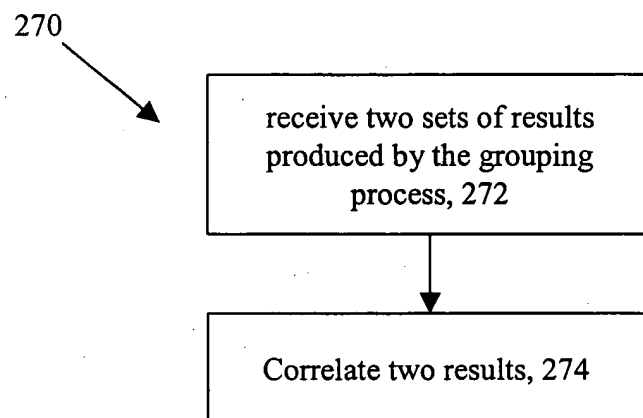 270
receive two sets of results
produced by the grouping
process, 272
Correlate two results, 274